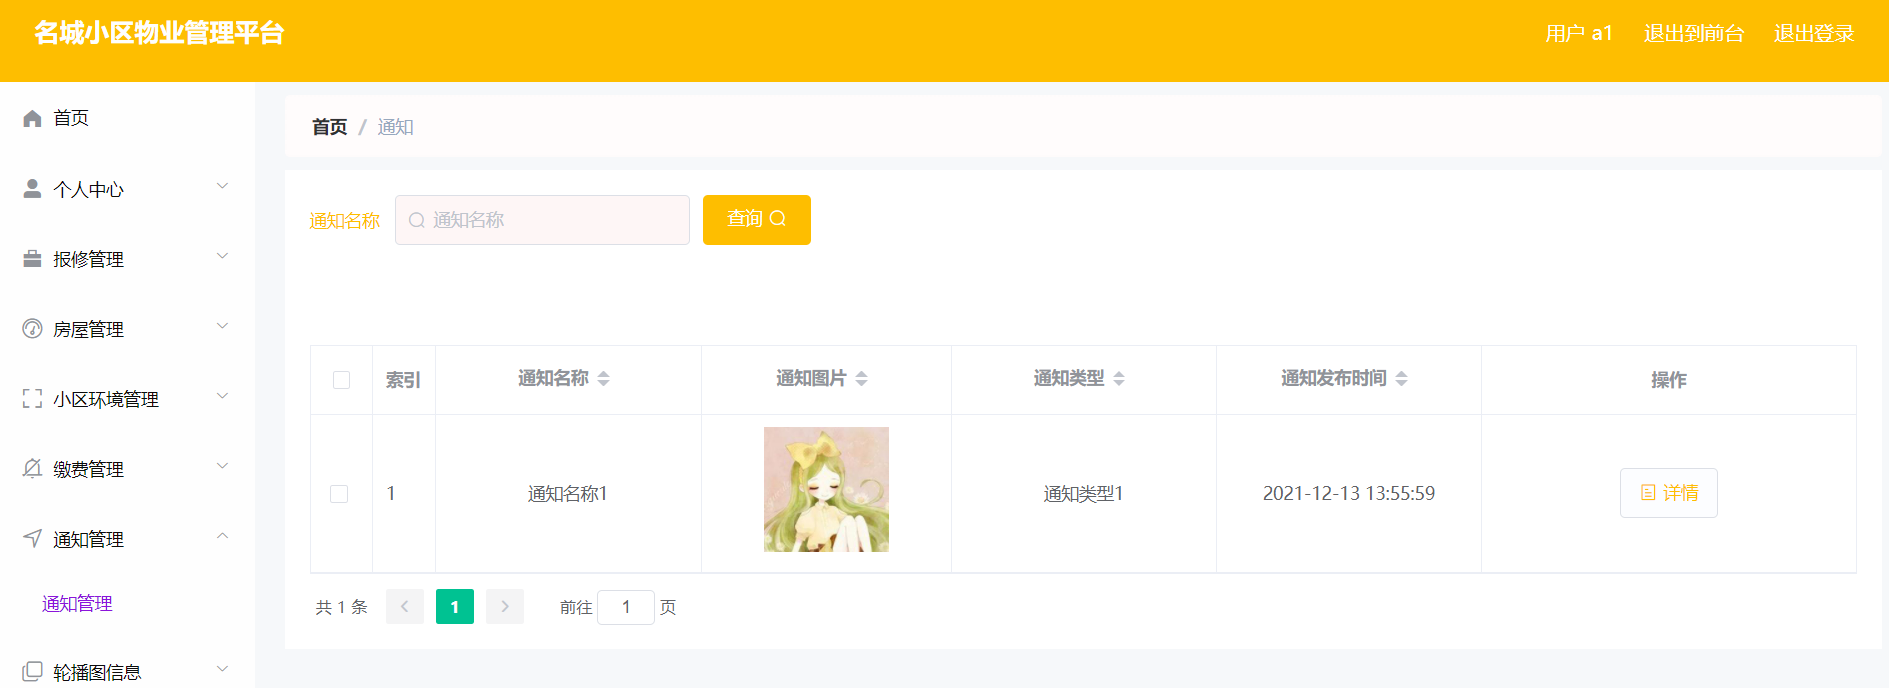 名城小区物业管理平台
用户 a1 退出到前台 退出登录
首页
个人中心
报修管理
房屋管理
小区环境管理
缴费管理
通知管理
通知管理
轮播图信息
首页 / 通知
通知名称 通知名称 查询
索引 通知名称 通知图片 通知类型 通知发布时间 操作
1 通知名称1 通知类型1 2021-12-13 13:55:59 详情
共 1 条 1 前往 1 页